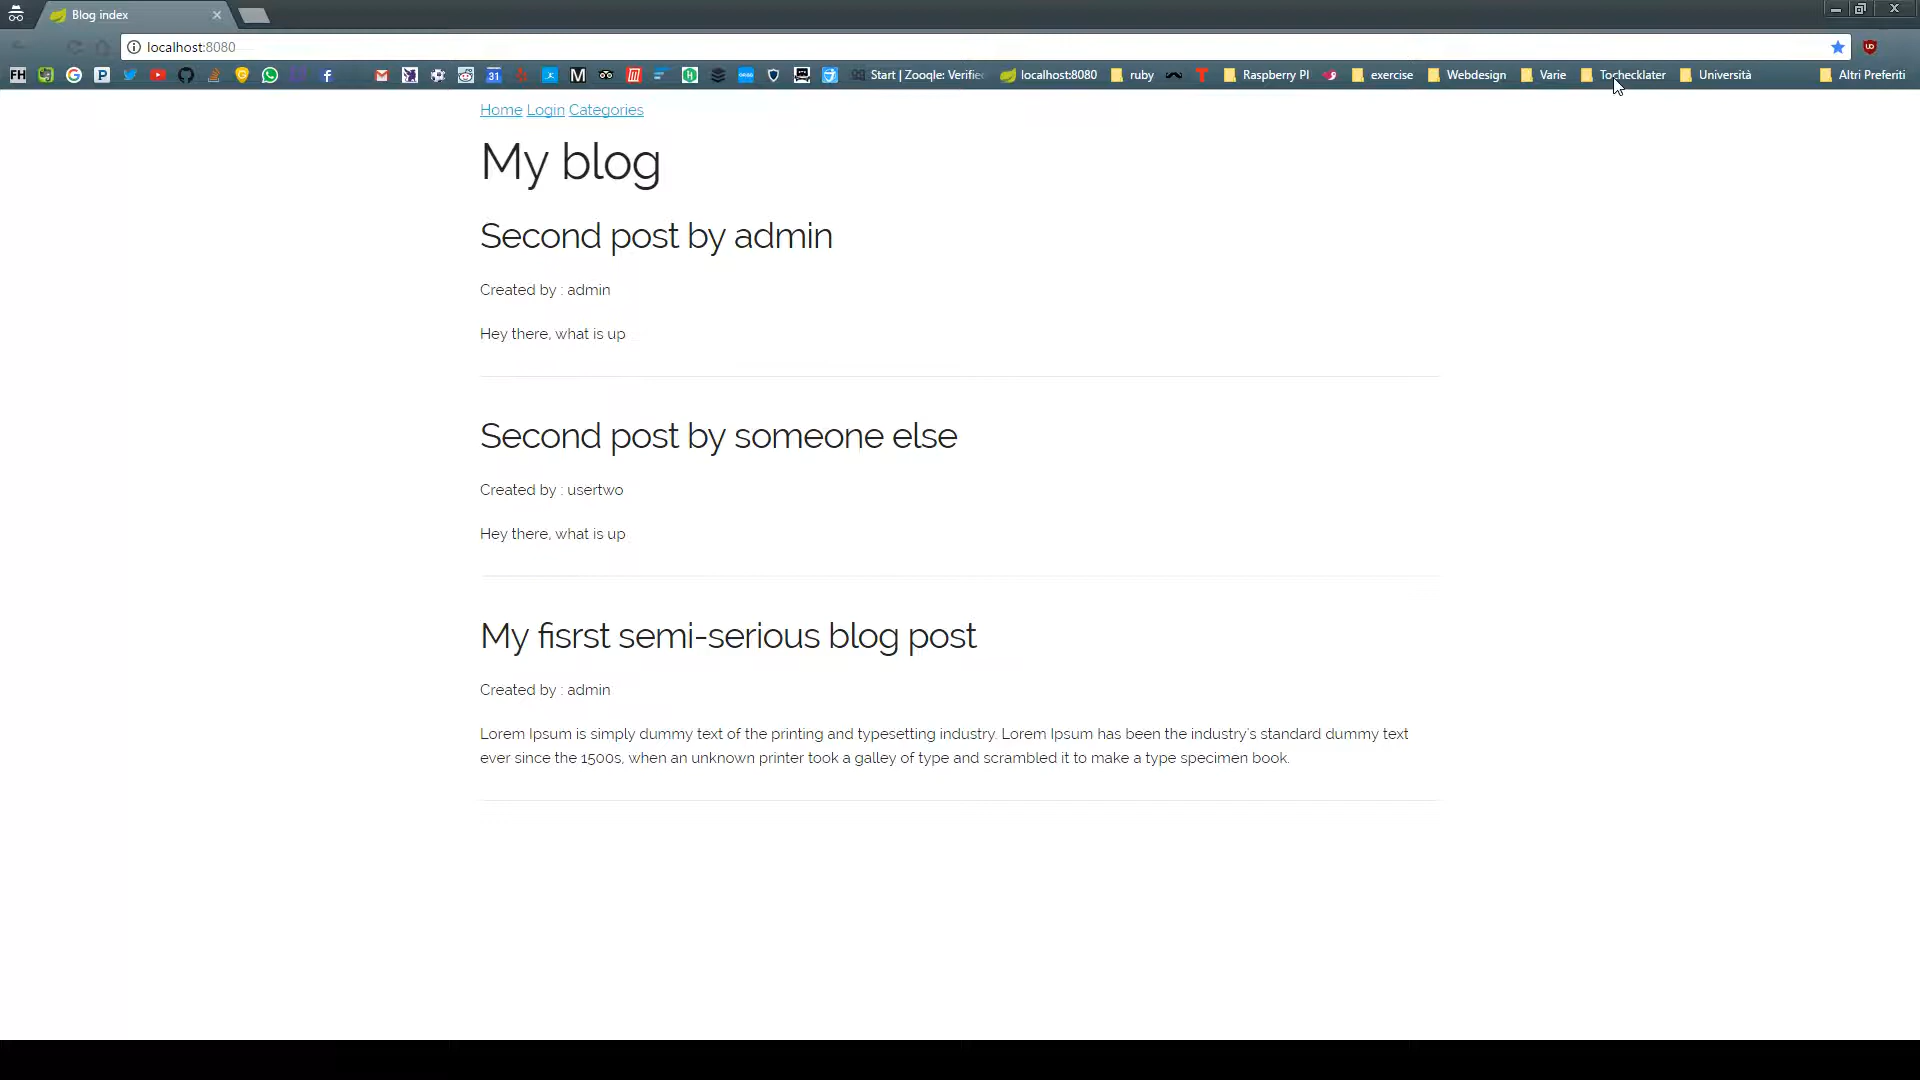 Blog index
localhost:8080
Start | Zooqle: Verifie localhost:8080 ruby Raspberry PI exercise Webdesign Varie Tochecklater Università Altri Preferiti
Home Login Categories
My blog
Second post by admin
Created by : admin
Hey there, what is up
Second post by someone else
Created by : usertwo
Hey there, what is up
My fisrst semi-serious blog post
Created by : admin
Lorem Ipsum is simply dummy text of the printing and typesetting industry. Lorem Ipsum has been the industry's standard dummy text
ever since the 1500s, when an unknown printer took a galley of type and scrambled it to make a type specimen book.